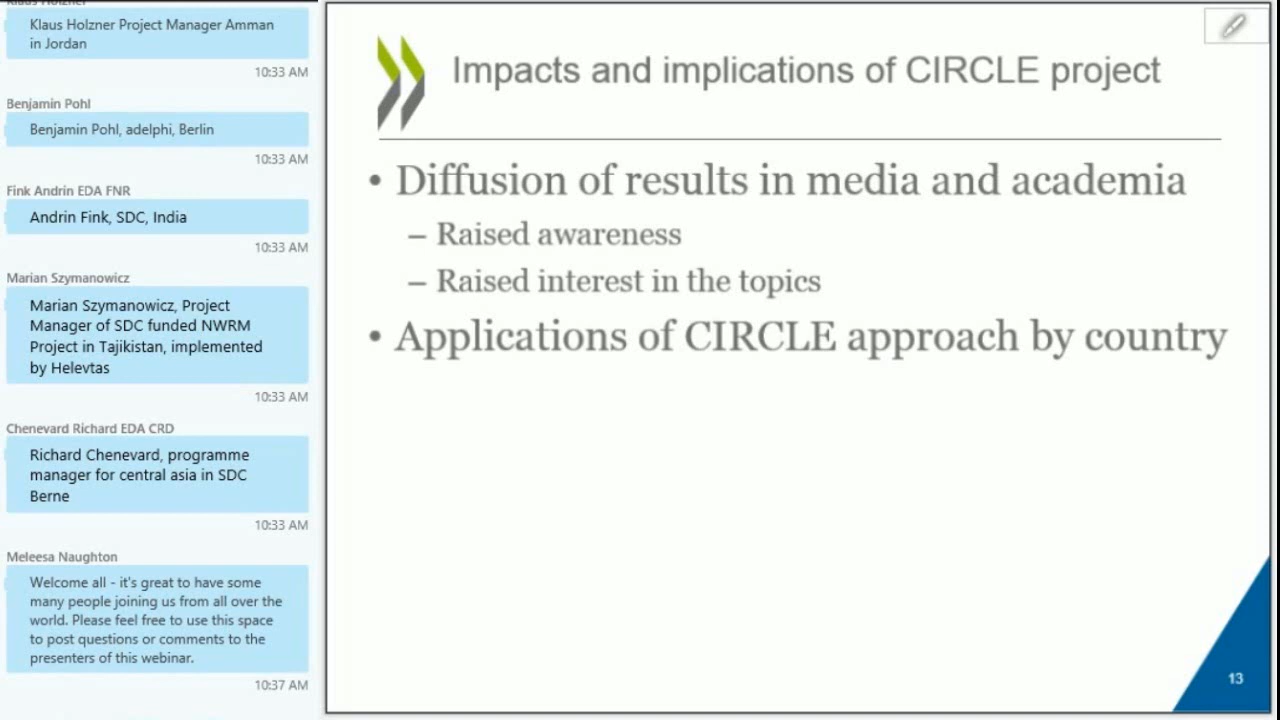 Klaus Holzner
Klaus Holzner Project Manager Amman
in Jordan
10:33 AM
Benjamin Pohl
Benjamin Pohl, adelphi, Berlin
10:33 AM
Fink Andrin EDA FNR
Andrin Fink, SDC, India
10:33 AM
Marian Szymanowicz
Marian Szymanowicz, Project
Manager of SDC funded NWRM
Project in Tajikistan, implemented
by Helevtas
10:33 AM
Chenevard Richard EDA CRD
Richard Chenevard, programme
manager for central asia in SDC
Berne
10:33 AM
Meleesa Naughton
Welcome all - it's great to have some
many people joining us from all over the
world. Please feel free to use this space
to post questions or comments to the
presenters of this webinar.
10:37 AM
Impacts and implications of CIRCLE project
• Diffusion of results in media and academia
– Raised awareness
– Raised interest in the topics
• Applications of CIRCLE approach by country
13